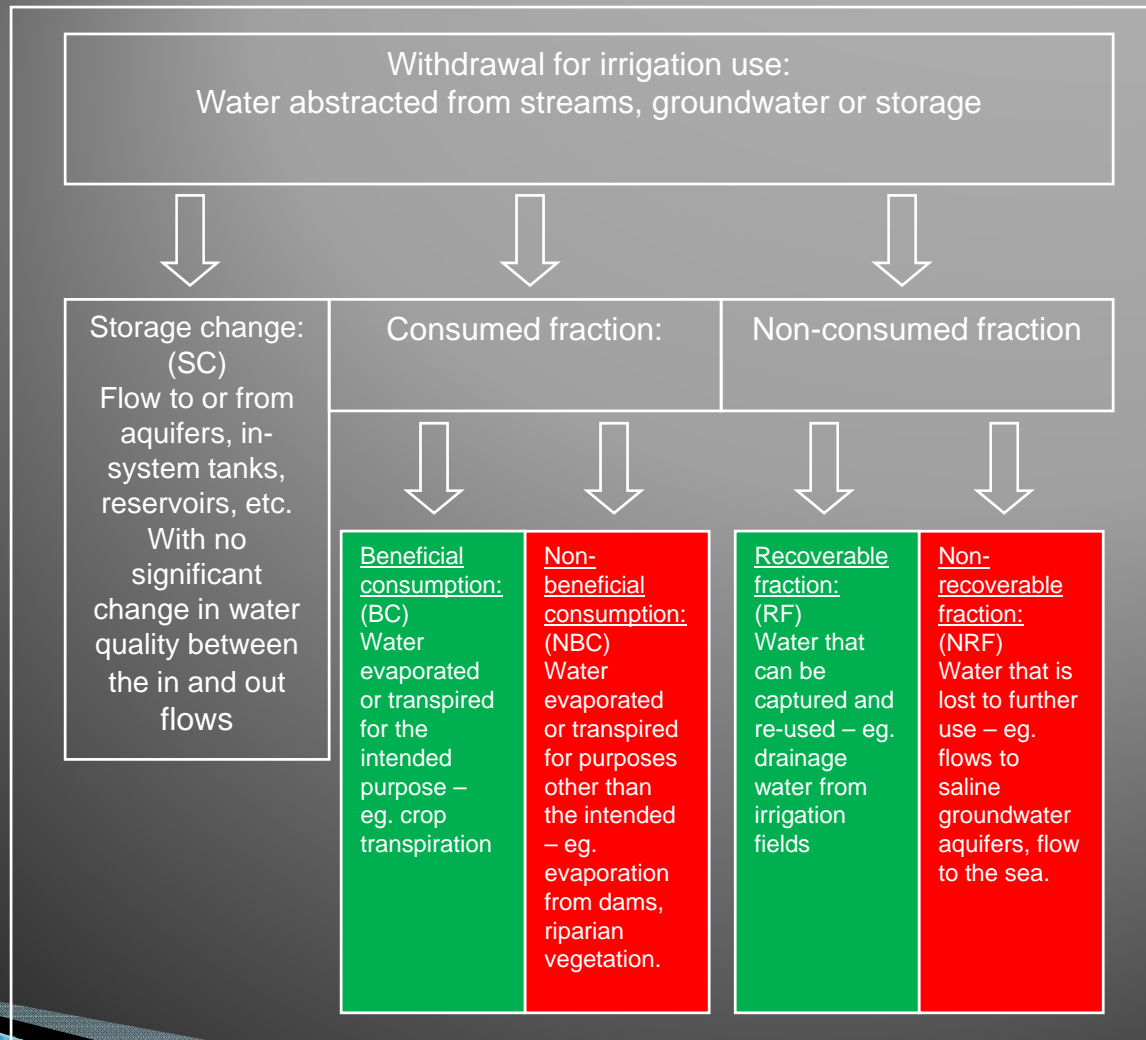 Withdrawal for irrigation use:
Water abstracted from streams, groundwater or storage
Storage change:
(SC)
Flow to or from
aquifers, in-
system tanks,
reservoirs, etc.
With no
significant
change in water
quality between
the in and out
flows
Consumed fraction:
Non-consumed fraction
Beneficial
consumption:
(BC)
Water
evaporated
or transpired
for the
intended
purpose –
eg. crop
transpiration
Non-
beneficial
consumption:
(NBC)
Water
evaporated
or transpired
for purposes
other than
the intended
– eg.
evaporation
from dams,
riparian
vegetation.
Recoverable
fraction:
(RF)
Water that
can be
captured and
re-used – eg.
drainage
water from
irrigation
fields
Non-
recoverable
fraction:
(NRF)
Water that is
lost to further
use – eg.
flows to
saline
groundwater
aquifers, flow
to the sea.